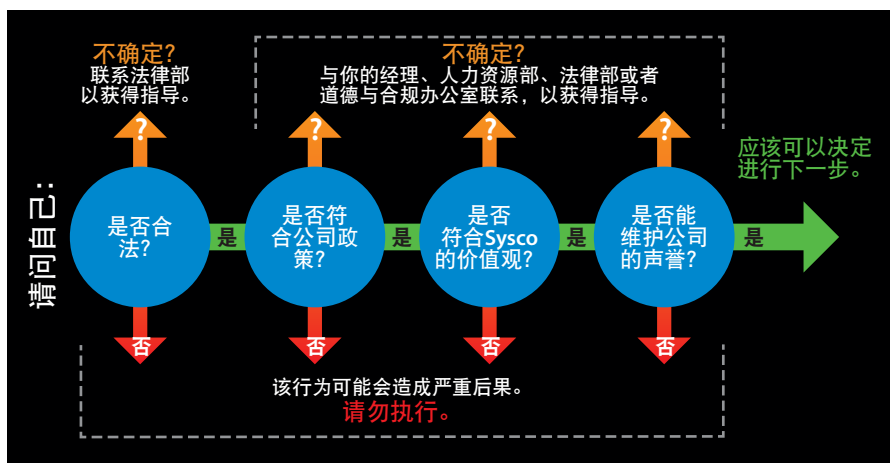 请问自己：
不确定？
联系法律部
以获得指导。
不确定？
与你的经理、人力资源部、法律部或者
道德与合规办公室联系，以获得指导。
?
?
?
?
是否合
法？
是
是否符
合公司政
策？
是
是否
符合Sysco
的价值观？
是
是否能
维护公司
的声誉？
是
应该可以决定
进行下一步。
否
否
否
否
该行为可能会造成严重后果。
请勿执行。